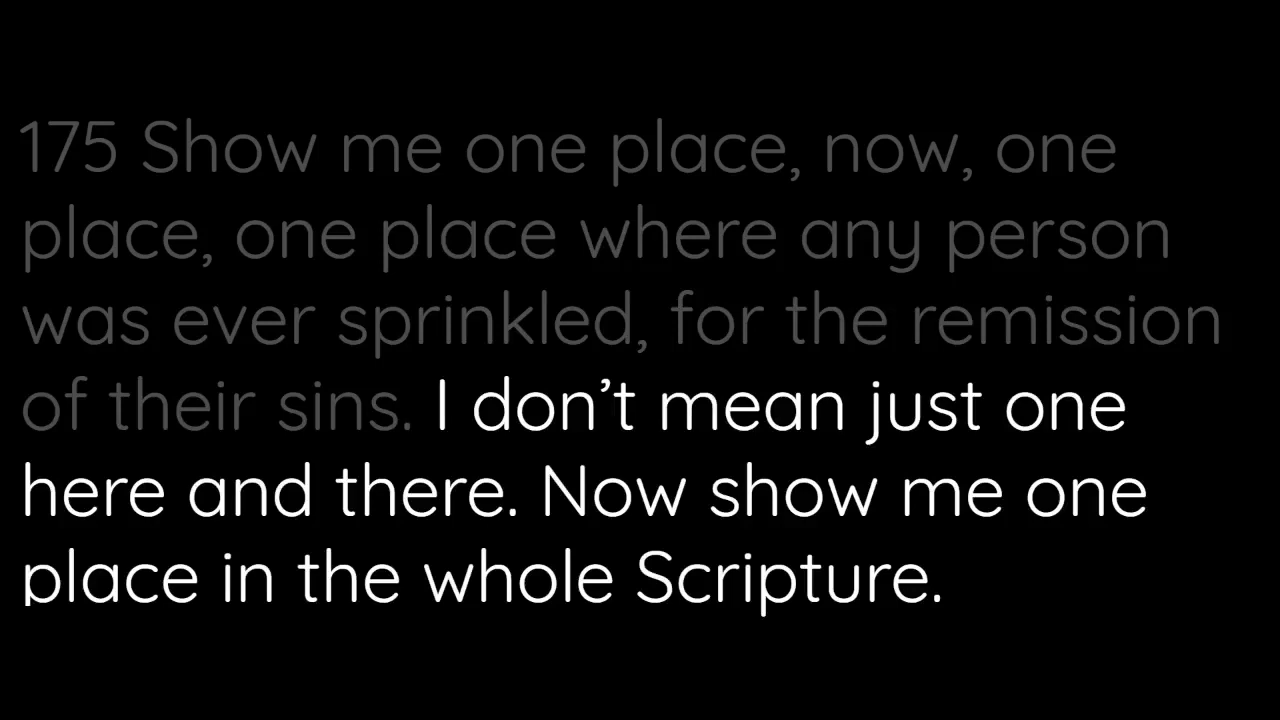 175 Show me one place, now, one
place, one place where any person
was ever sprinkled, for the remission
of their sins. I don’t mean just one
here and there. Now show me one
place in the whole Scripture.